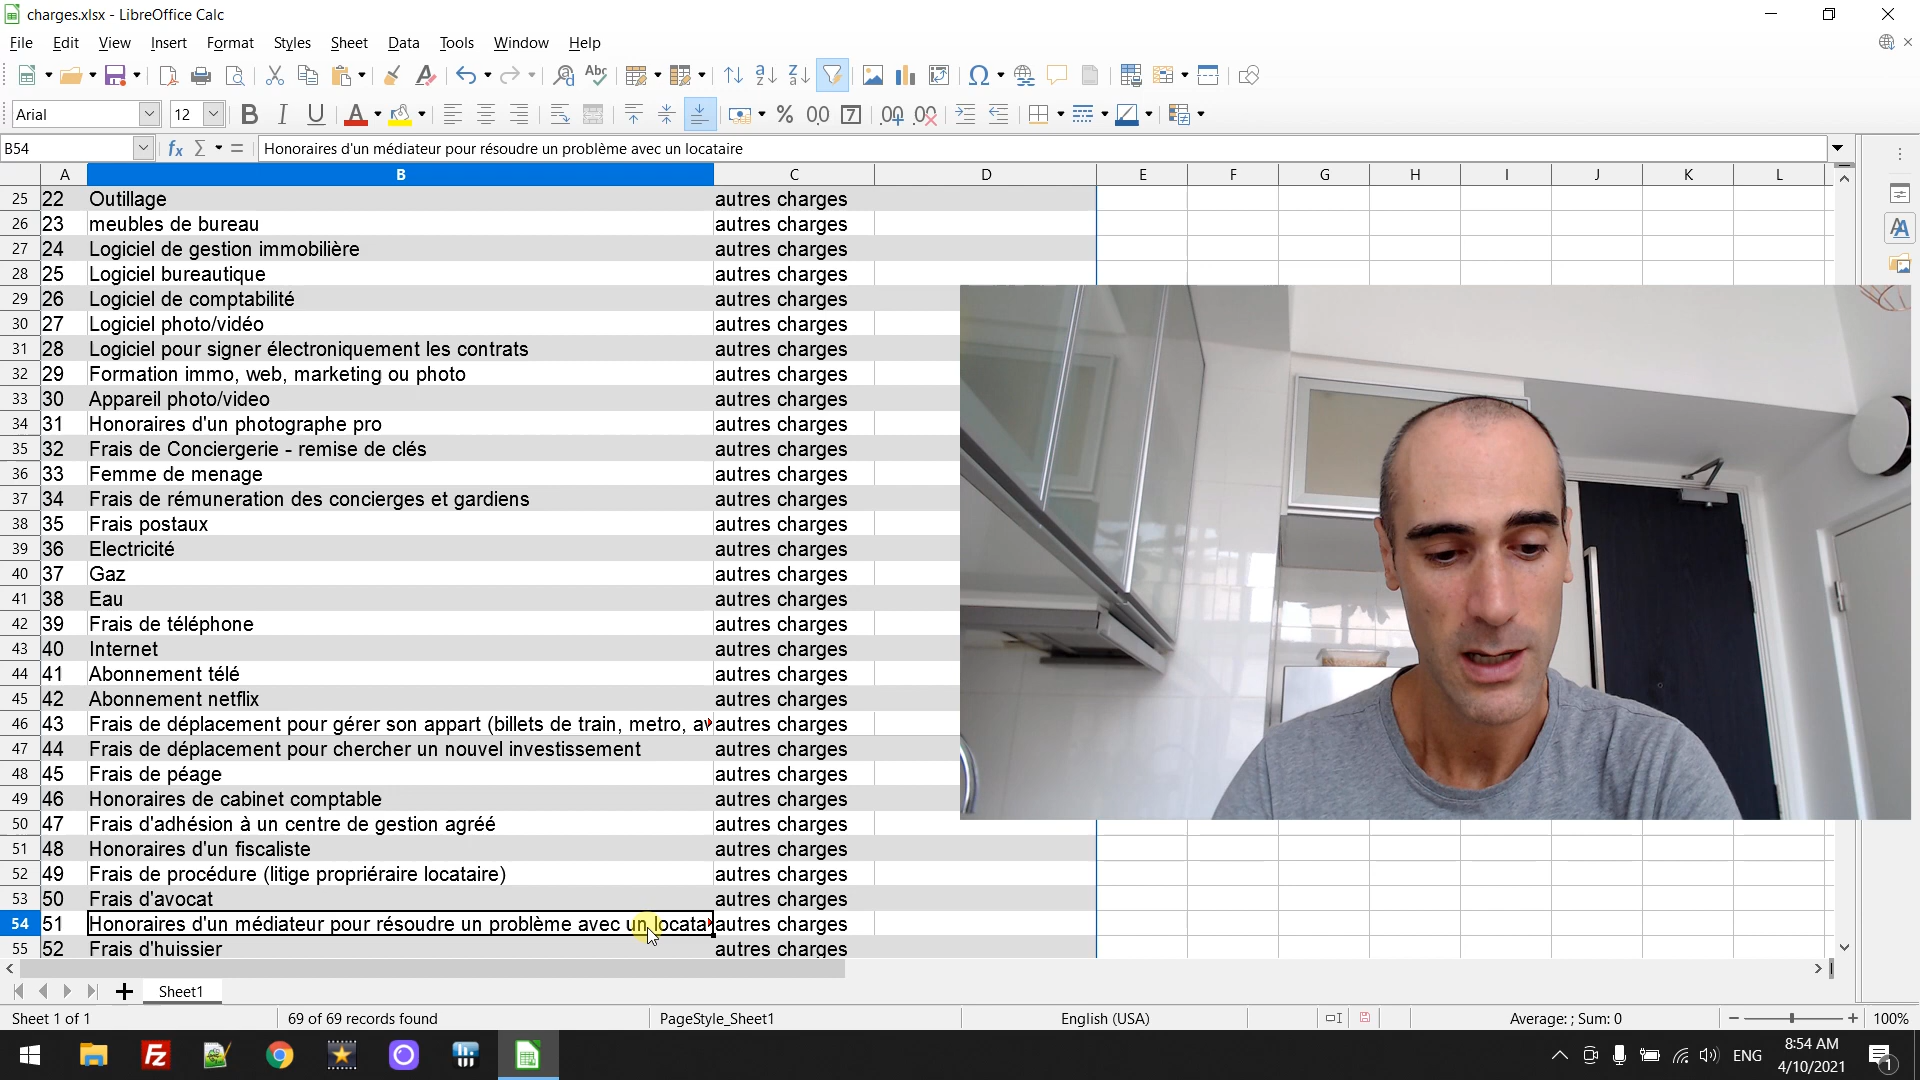 charges.xlsx - LibreOffice Calc
File Edit View Insert Format Styles Sheet Data Tools Window Help
Arial 12
B54 Honoraires d'un médiateur pour résoudre un problème avec un locataire
A B C D E F G H I J K L
25 22 Outillage autres charges
26 23 meubles de bureau autres charges
27 24 Logiciel de gestion immobilière autres charges
28 25 Logiciel bureautique autres charges
29 26 Logiciel de comptabilité autres charges
30 27 Logiciel photo/vidéo autres charges
31 28 Logiciel pour signer électroniquement les contrats autres charges
32 29 Formation immo, web, marketing ou photo autres charges
33 30 Appareil photo/video autres charges
34 31 Honoraires d'un photographe pro autres charges
35 32 Frais de Conciergerie - remise de clés autres charges
36 33 Femme de menage autres charges
37 34 Frais de rémuneration des concierges et gardiens autres charges
38 35 Frais postaux autres charges
39 36 Electricité autres charges
40 37 Gaz autres charges
41 38 Eau autres charges
42 39 Frais de téléphone autres charges
43 40 Internet autres charges
44 41 Abonnement télé autres charges
45 42 Abonnement netflix autres charges
46 43 Frais de déplacement pour gérer son appart (billets de train, metro, av autres charges
47 44 Frais de déplacement pour chercher un nouvel investissement autres charges
48 45 Frais de péage autres charges
49 46 Honoraires de cabinet comptable autres charges
50 47 Frais d'adhésion à un centre de gestion agréé autres charges
51 48 Honoraires d'un fiscaliste autres charges
52 49 Frais de procédure (litige propriéraire locataire) autres charges
53 50 Frais d'avocat autres charges
54 51 Honoraires d'un médiateur pour résoudre un problème avec un locata autres charges
55 52 Frais d'huissier autres charges
Sheet1
Sheet 1 of 1 69 of 69 records found PageStyle_Sheet1 English (USA) Average: ; Sum: 0 100%
ENG 8:54 AM
4/10/2021 1